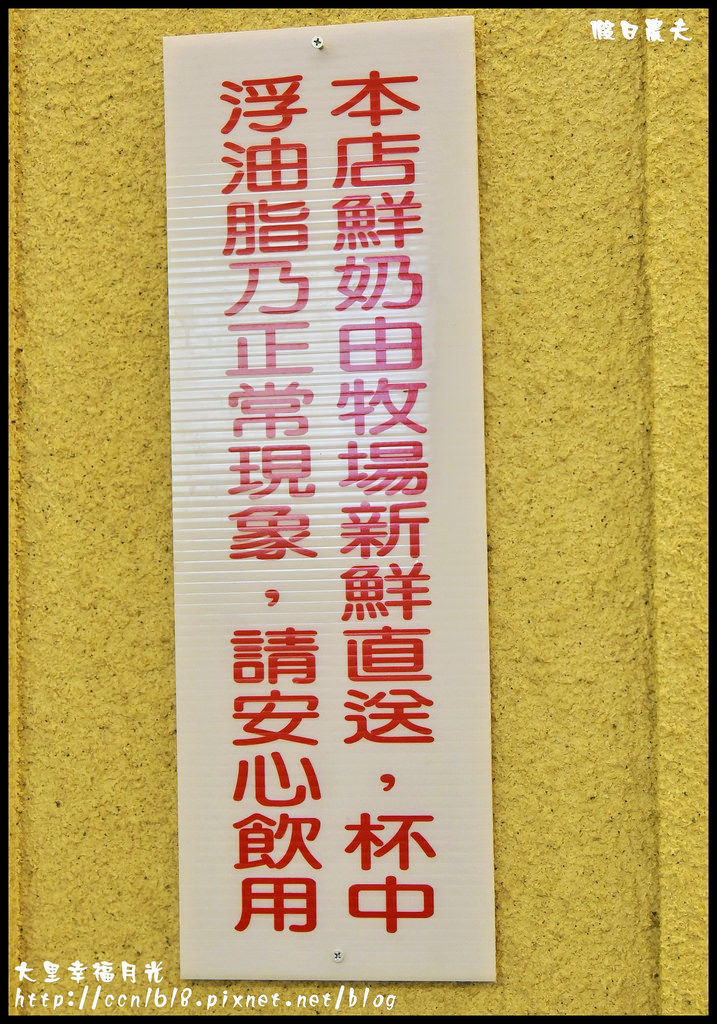 假日農夫
本店鮮奶由牧場新鮮直送，杯中
浮油脂乃正常現象，請安心飲用
大里幸福月光
http://ccnlbl8.pixnet.net/blog